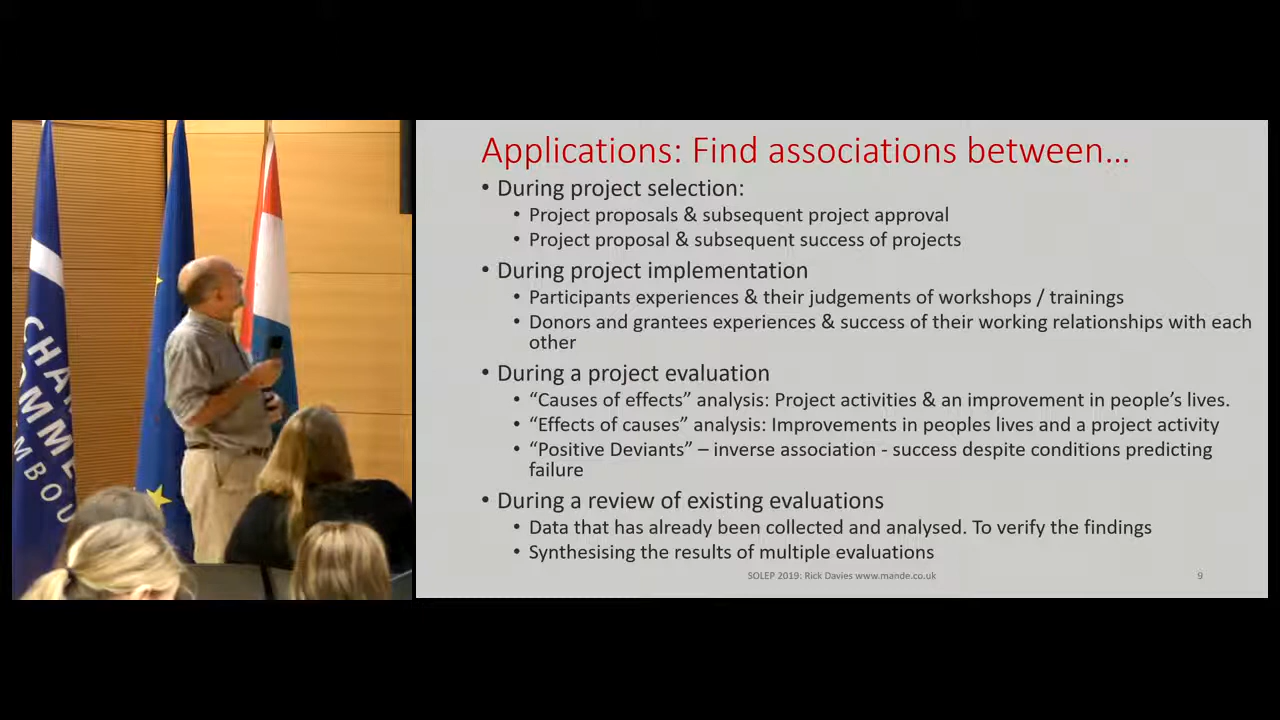 Applications: Find associations between...
• During project selection:
• Project proposals & subsequent project approval
• Project proposal & subsequent success of projects
• During project implementation
• Participants experiences & their judgements of workshops / trainings
• Donors and grantees experiences & success of their working relationships with each
other
• During a project evaluation
• “Causes of effects” analysis: Project activities & an improvement in people’s lives.
• “Effects of causes” analysis: Improvements in peoples lives and a project activity
• “Positive Deviants” – inverse association - success despite conditions predicting
failure
• During a review of existing evaluations
• Data that has already been collected and analysed. To verify the findings
• Synthesising the results of multiple evaluations
SOLEP 2019: Rick Davies www.mande.co.uk
9
CHA
OMME
MBOU